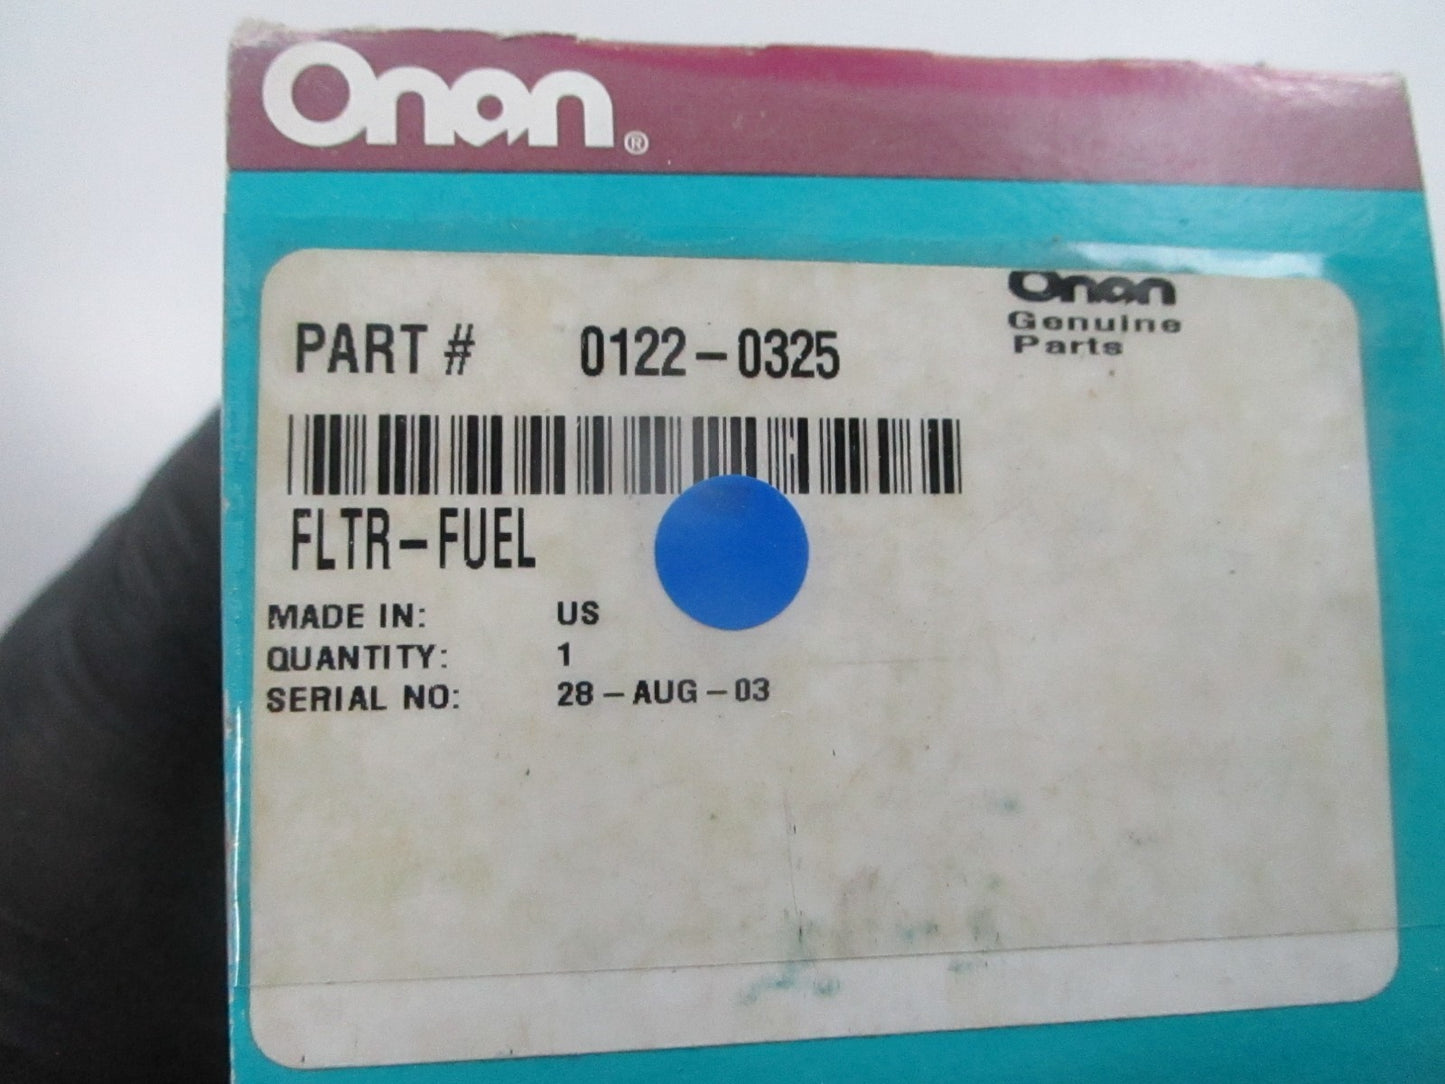 Onan®
Onan
Genuine
Parts
PART # 0122-0325
FLTR-FUEL
MADE IN: US
QUANTITY: 1
SERIAL NO: 28-AUG-03